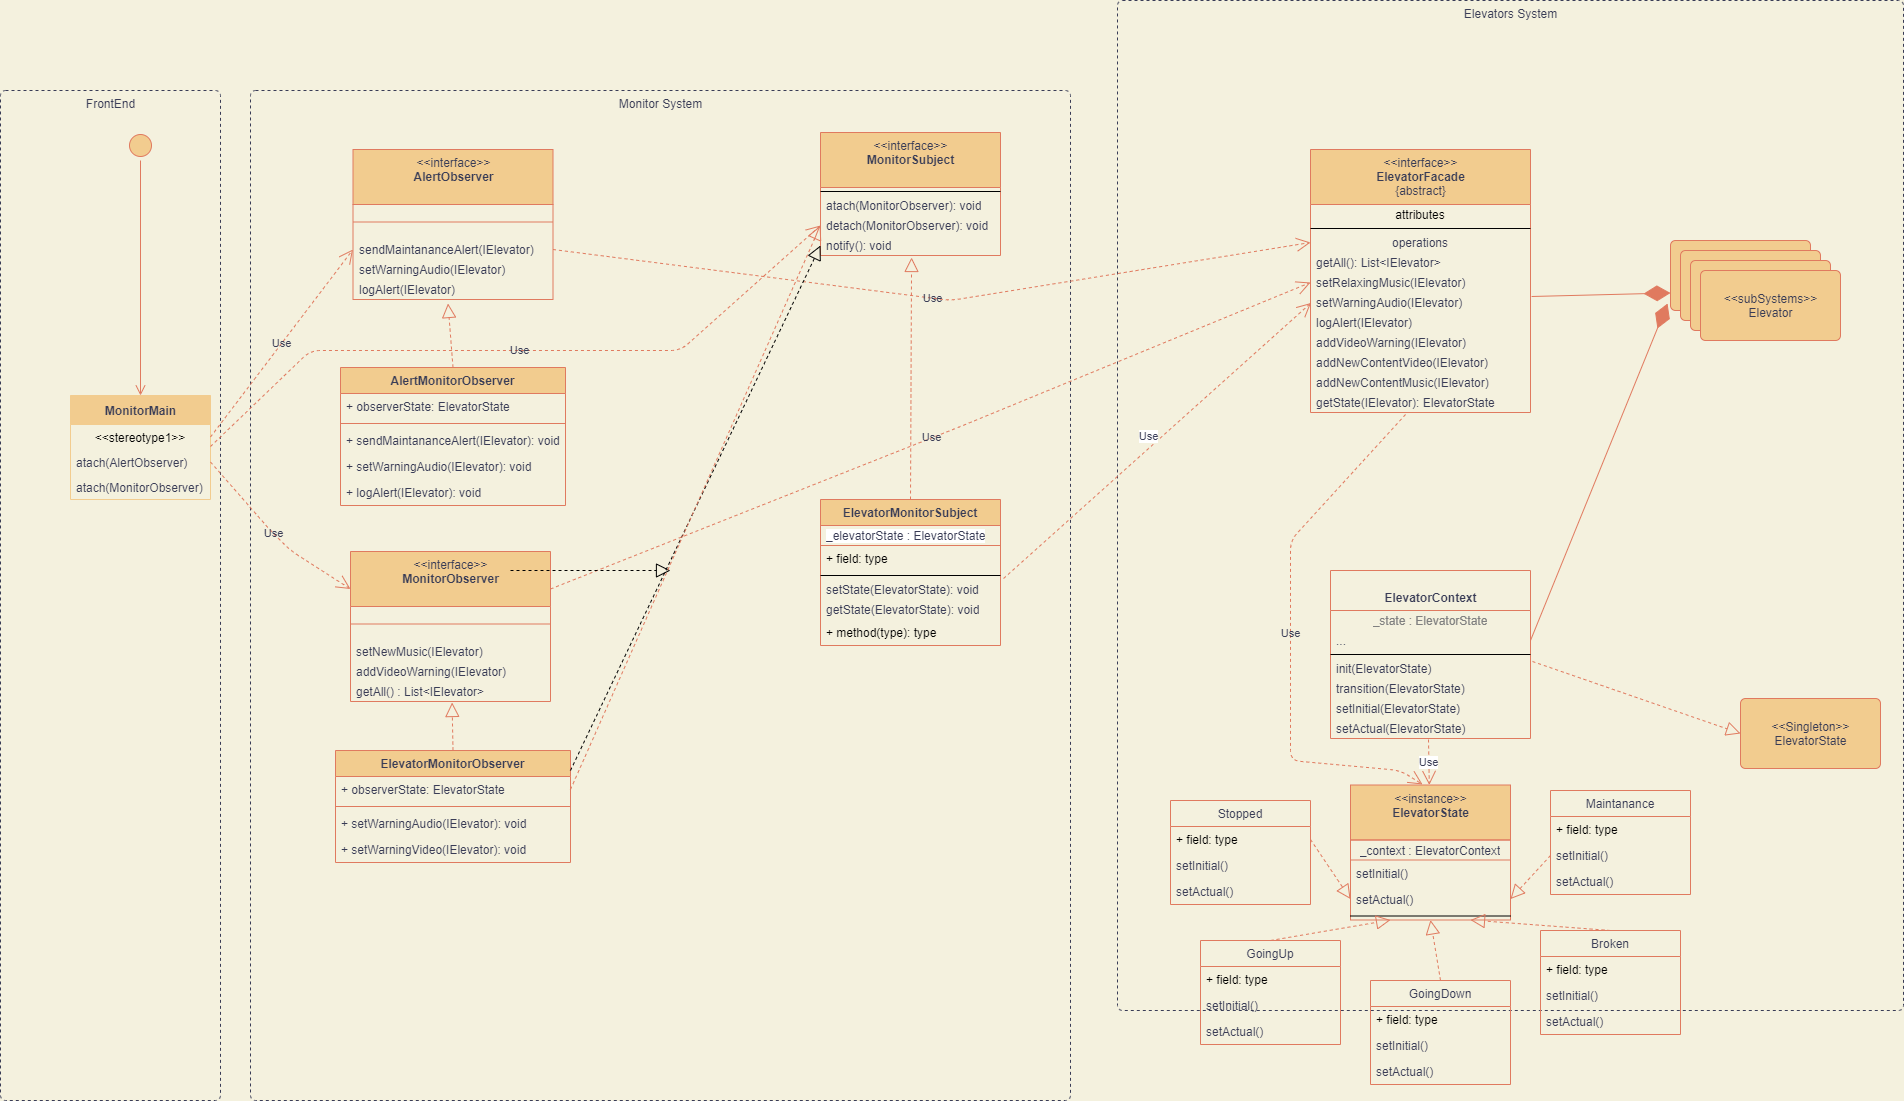 FrontEnd
MonitorMain
<<stereotype1>>
atach(AlertObserver)
atach(MonitorObserver)
Use
Use
Use
Monitor System
<<interface>>
AlertObserver
sendMaintananceAlert(IElevator)
setWarningAudio(IElevator)
logAlert(IElevator)
AlertMonitorObserver
+ observerState: ElevatorState
+ sendMaintananceAlert(IElevator): void
+ setWarningAudio(IElevator): void
+ logAlert(IElevator): void
<<interface>>
MonitorObserver
setNewMusic(IElevator)
addVideoWarning(IElevator)
getAll() : List<IElevator>
ElevatorMonitorObserver
+ observerState: ElevatorState
+ setWarningAudio(IElevator): void
+ setWarningVideo(IElevator): void
<<interface>>
MonitorSubject
atach(MonitorObserver): void
detach(MonitorObserver): void
notify(): void
Use
Use
ElevatorMonitorSubject
_elevatorState : ElevatorState
+ field: type
setState(ElevatorState): void
getState(ElevatorState): void
+ method(type): type
Use
Elevators System
<<interface>>
ElevatorFacade
{abstract}
attributes
operations
getAll(): List<IElevator>
setRelaxingMusic(IElevator)
setWarningAudio(IElevator)
logAlert(IElevator)
addVideoWarning(IElevator)
addNewContentVideo(IElevator)
addNewContentMusic(IElevator)
getState(IElevator): ElevatorState
<<subSystems>>
Elevator
Use
ElevatorContext
_state : ElevatorState
...
init(ElevatorState)
transition(ElevatorState)
setInitial(ElevatorState)
setActual(ElevatorState)
<<Singleton>>
ElevatorState
Use
<<instance>>
ElevatorState
_context : ElevatorContext
setInitial()
setActual()
Stopped
+ field: type
setInitial()
setActual()
Maintanance
+ field: type
setInitial()
setActual()
GoingUp
+ field: type
setInitial()
setActual()
GoingDown
+ field: type
setInitial()
setActual()
Broken
+ field: type
setInitial()
setActual()